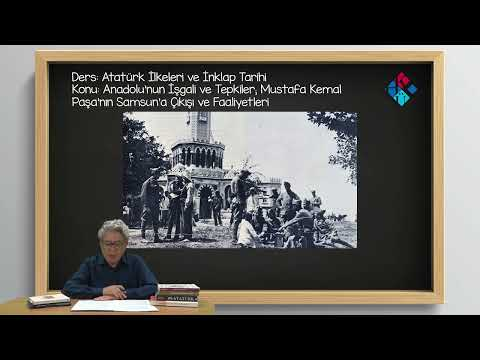 Ders: Atatürk İlkeleri ve İnklap Tarihi
Konu: Anadolu'nun İşgali ve Tepkiler, Mustafa Kemal
Paşa'nın Samsun'a Çıkışı ve Faaliyetleri
ATATÜRK